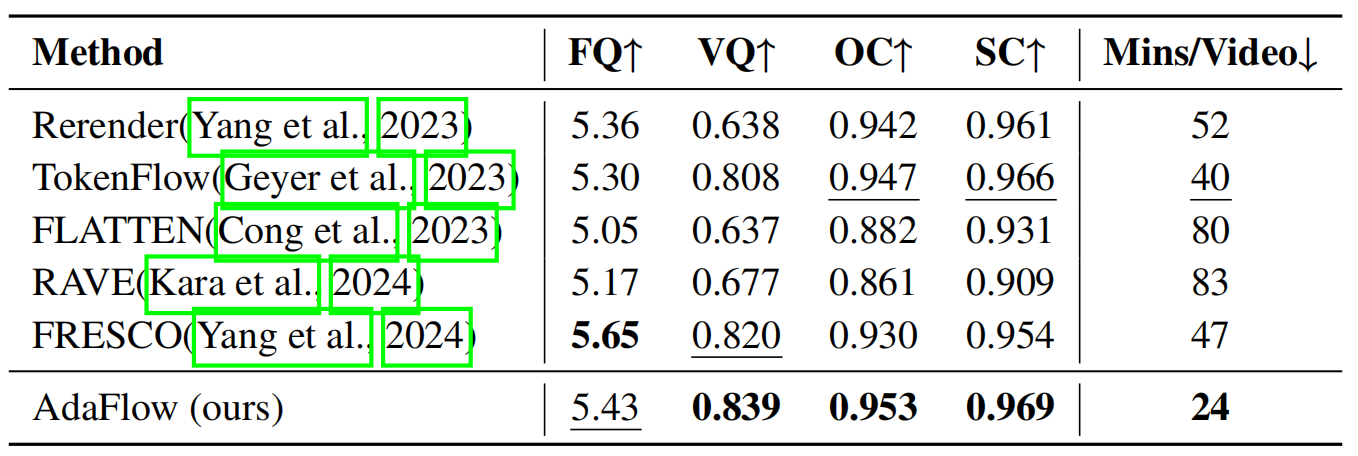 Method FQ↑ VQ↑ OC↑ SC↑ Mins/Video↓
Rerender(Yang et al., 2023) 5.36 0.638 0.942 0.961 52
TokenFlow(Geyer et al., 2023) 5.30 0.808 0.947 0.966 40
FLATTEN(Cong et al., 2023) 5.05 0.637 0.882 0.931 80
RAVE(Kara et al., 2024) 5.17 0.677 0.861 0.909 83
FRESCO(Yang et al., 2024) 5.65 0.820 0.930 0.954 47
AdaFlow (ours) 5.43 0.839 0.953 0.969 24